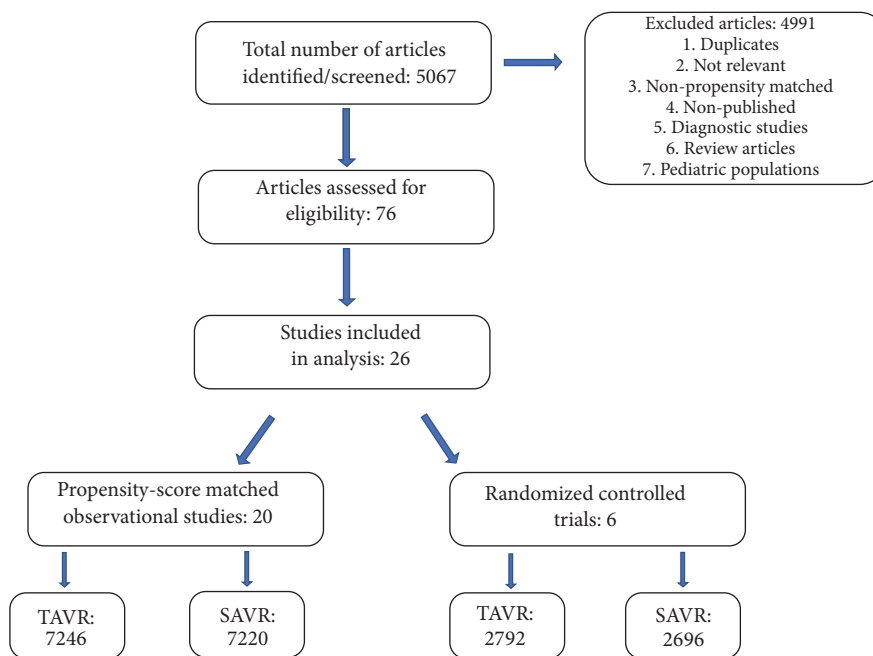 Total number of articles
identified/screened: 5067
Excluded articles: 4991
1. Duplicates
2. Not relevant
3. Non-propensity matched
4. Non-published
5. Diagnostic studies
6. Review articles
7. Pediatric populations
Articles assessed for
eligibility: 76
Studies included
in analysis: 26
Propensity-score matched
observational studies: 20
Randomized controlled
trials: 6
TAVR:
7246
SAVR:
7220
TAVR:
2792
SAVR:
2696